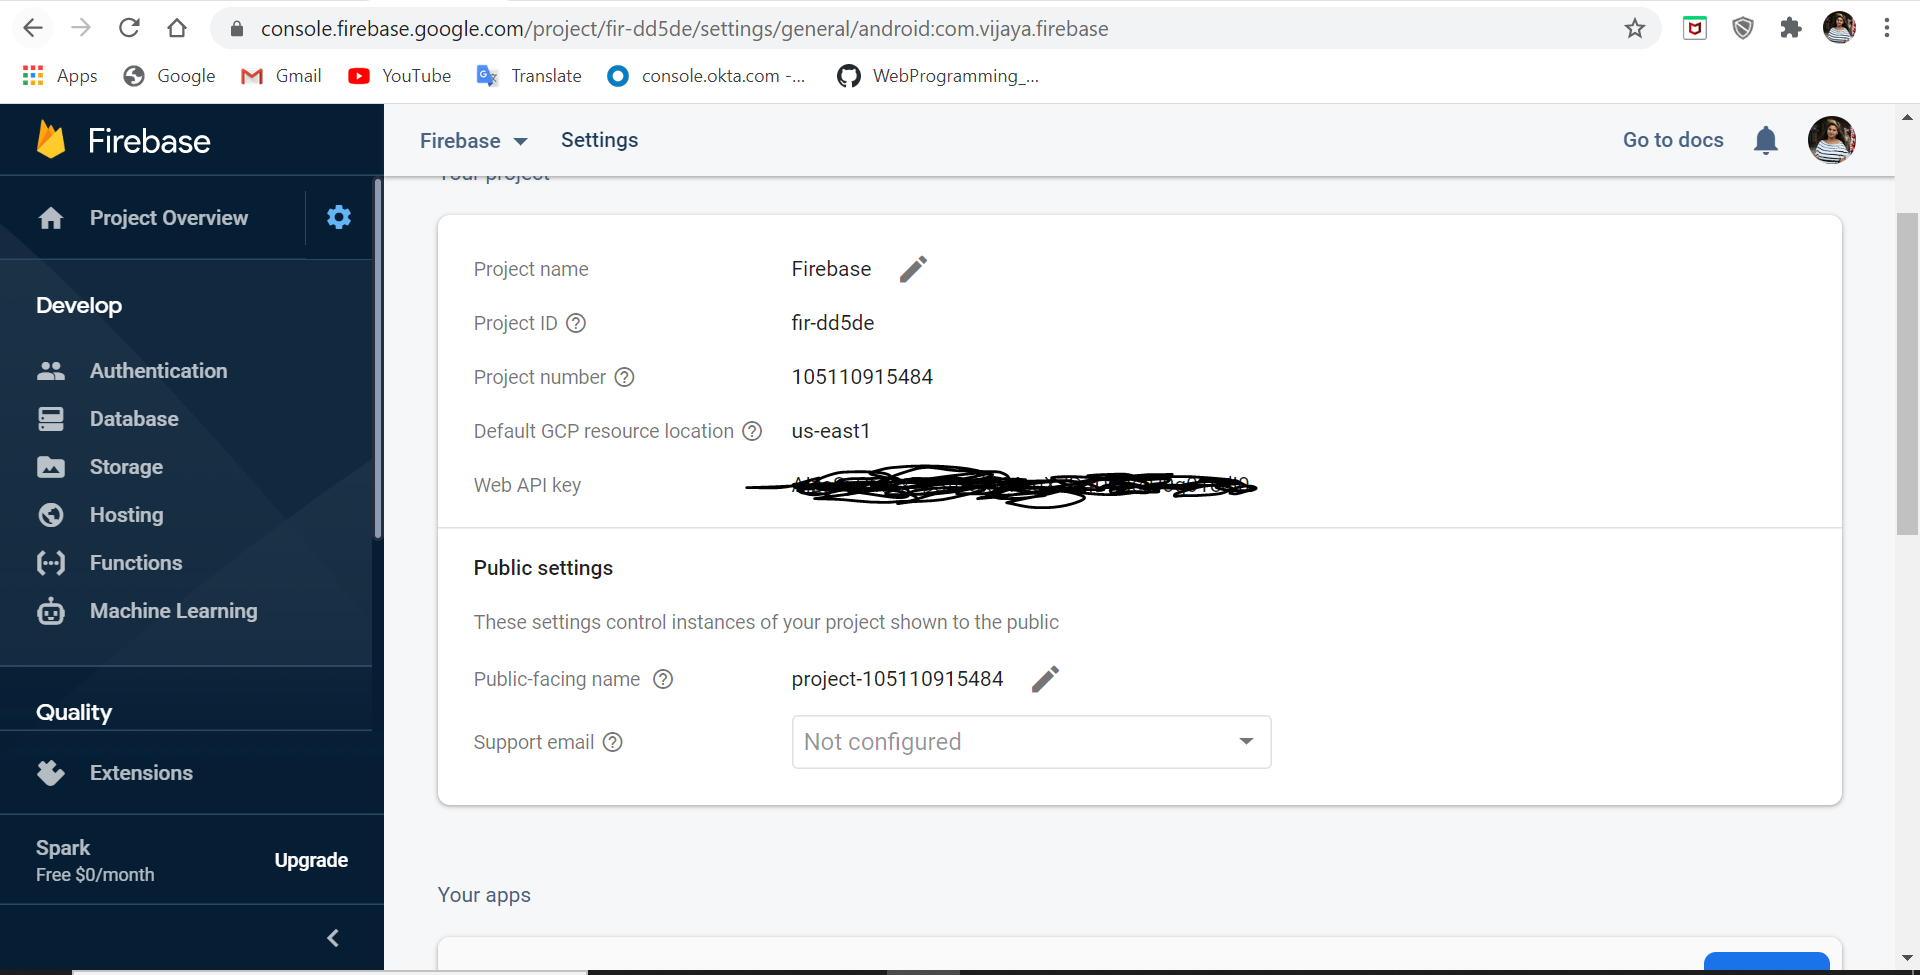 console.firebase.google.com/project/fir-dd5de/settings/general/android:com.vijaya.firebase
Apps Google Gmail YouTube Translate console.okta.com -... WebProgramming_...
Firebase
Firebase Settings Go to docs
Your project
Project Overview
Project name Firebase
Project ID fir-dd5de
Project number 105110915484
Default GCP resource location us-east1
Web API key
Develop
Authentication
Database
Storage
Hosting
Functions
Machine Learning
Public settings
These settings control instances of your project shown to the public
Public-facing name project-105110915484
Support email Not configured
Quality
Extensions
Spark
Free $0/month
Upgrade
Your apps